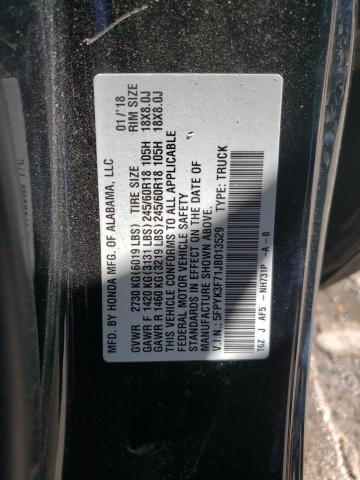 MFD. BY HONDA MFG. OF ALABAMA, LLC 01/'18
TIRE SIZE RIM SIZE
GVWR 2730 KG(6019 LBS)
GAWR F 1420 KG(3131 LBS) 245/60R18 105H 18X8.0J
GAWR R 1460 KG(3219 LBS) 245/60R18 105H 18X8.0J
THIS VEHICLE CONFORMS TO ALL APPLICABLE
FEDERAL MOTOR VEHICLE SAFETY
STANDARDS IN EFFECT ON THE DATE OF
MANUFACTURE SHOWN ABOVE.
V.I.N.: 5FPYK3F71JB013529 TYPE: TRUCK
T6Z J AF5 -NH731P -A -B